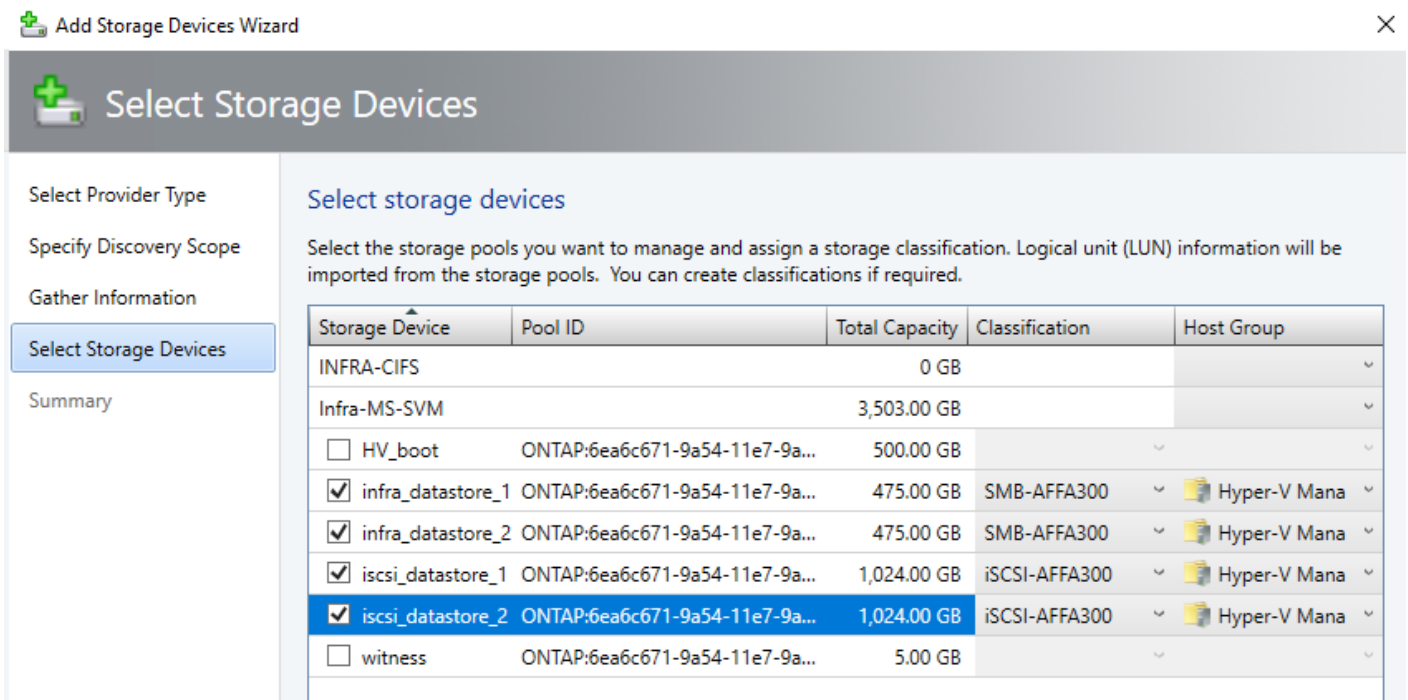 Add Storage Devices Wizard
Select Storage Devices
Select Provider Type
Specify Discovery Scope
Gather Information
Select Storage Devices
Summary
Select storage devices
Select the storage pools you want to manage and assign a storage classification. Logical unit (LUN) information will be
imported from the storage pools.  You can create classifications if required.
Storage Device Pool ID Total Capacity Classification Host Group
INFRA-CIFS 0 GB
Infra-MS-SVM 3,503.00 GB
HV_boot ONTAP:6ea6c671-9a54-11e7-9a... 500.00 GB
infra_datastore_1 ONTAP:6ea6c671-9a54-11e7-9a... 475.00 GB SMB-AFFA300 Hyper-V Mana
infra_datastore_2 ONTAP:6ea6c671-9a54-11e7-9a... 475.00 GB SMB-AFFA300 Hyper-V Mana
iscsi_datastore_1 ONTAP:6ea6c671-9a54-11e7-9a... 1,024.00 GB iSCSI-AFFA300 Hyper-V Mana
iscsi_datastore_2 ONTAP:6ea6c671-9a54-11e7-9a... 1,024.00 GB iSCSI-AFFA300 Hyper-V Mana
witness ONTAP:6ea6c671-9a54-11e7-9a... 5.00 GB